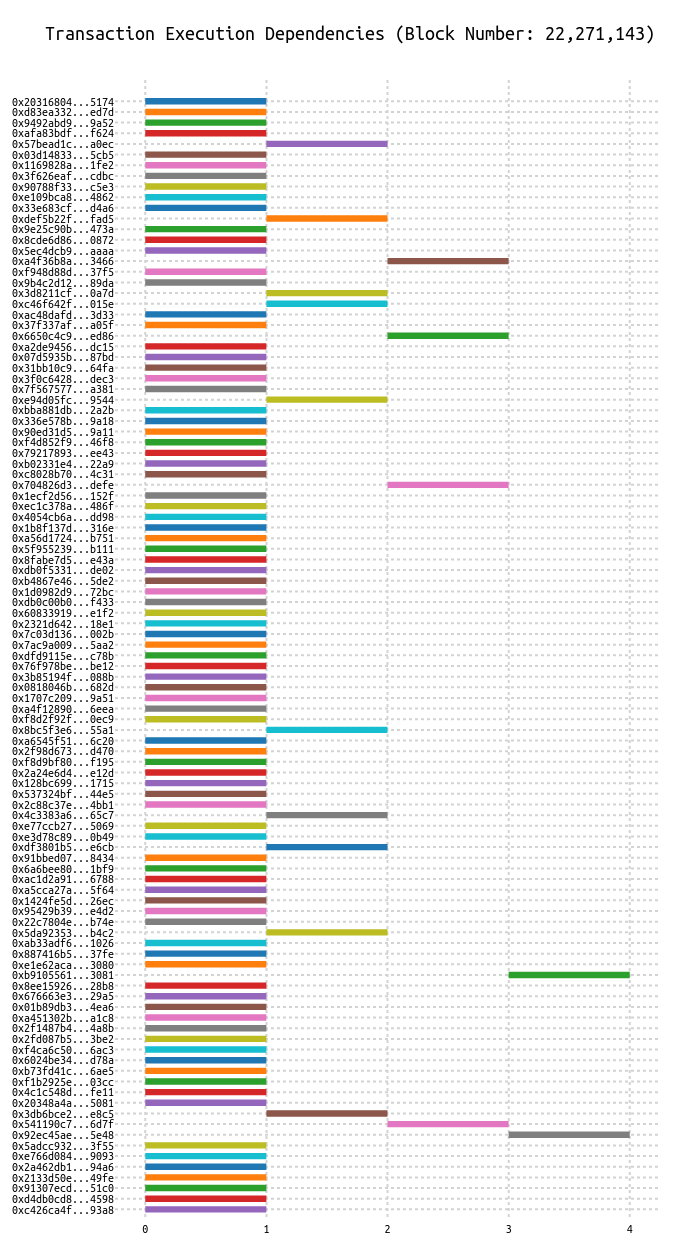 Transaction Execution Dependencies (Block Number: 22,271,143)
0x20316804...5174
0xd83ea332...ed7d
0x9492abd9...9a52
0xafa83bdf...f624
0x57bead1c...a0ec
0x03d14833...5cb5
0x1169828a...1fe2
0x3f626eaf...cdbc
0x90788f33...c5e3
0xe109bca8...4862
0x33e683cf...d4a6
0xdef5b22f...fad5
0x9e25c90b...473a
0x8cde6d86...0872
0x5ec4dcb9...aaaa
0xa4f36b8a...3466
0xf948d88d...37f5
0x9b4c2d12...89da
0x3d8211cf...0a7d
0xc46f642f...015e
0xac48dafd...3d33
0x37f337af...a05f
0x6650c4c9...ed86
0xa2de9456...dc15
0x07d5935b...87bd
0x31bb10c9...64fa
0x3f0c6428...dec3
0x7f567577...a381
0xe94d05fc...9544
0xbba881db...2a2b
0x336e578b...9a18
0x90ed31d5...9a11
0xf4d852f9...46f8
0x79217893...ee43
0xb02331e4...22a9
0xc8028b70...4c31
0x704826d3...defe
0x1ecf2d56...152f
0xec1c378a...486f
0x4054cb6a...dd98
0x1b8f137d...316e
0xa56d1724...b751
0x5f955239...b111
0x8fabe7d5...e43a
0xdb0f5331...de02
0xb4867e46...5de2
0x1d0982d9...72bc
0xdb0c00b0...f433
0x60833919...e1f2
0x2321d642...18e1
0x7c03d136...002b
0x7ac9a009...5aa2
0xdfd9115e...c78b
0x76f978be...be12
0x3b85194f...088b
0x0818046b...682d
0x1707c209...9a51
0xa4f12890...6eea
0xf8d2f92f...0ec9
0x8bc5f3e6...55a1
0xa6545f51...6c20
0x2f98d673...d470
0xf8d9bf80...f195
0x2a24e6d4...e12d
0x128bc699...1715
0x537324bf...44e5
0x2c88c37e...4bb1
0x4c3383a6...65c7
0xe77ccb27...5069
0xe3d78c89...0b49
0xdf3801b5...e6cb
0x91bbed07...8434
0x6a6bee80...1bf9
0xac1d2a91...6788
0xa5cca27a...5f64
0x1424fe5d...26ec
0x95429b39...e4d2
0x22c7804e...b74e
0x5da92353...b4c2
0xab33adf6...1026
0x887416b5...37fe
0xe1e62aca...3080
0xb9105561...3081
0x8ee15926...28b8
0x676663e3...29a5
0x01b89db3...4ea6
0xa451302b...a1c8
0x2f1487b4...4a8b
0x2fd087b5...3be2
0xf4ca6c50...6ac3
0x6024be34...d78a
0xb73fd41c...6ae5
0xf1b2925e...03cc
0x4c1c548d...fe11
0x20348a4a...5081
0x3db6bce2...e8c5
0x541190c7...6d7f
0x92ec45ae...5e48
0x5adcc932...3f55
0xe766d084...9093
0x2a462db1...94a6
0x2133d50e...49fe
0x91307ecd...51c0
0xd4db0cd8...4598
0xc426ca4f...93a8
0 1 2 3 4